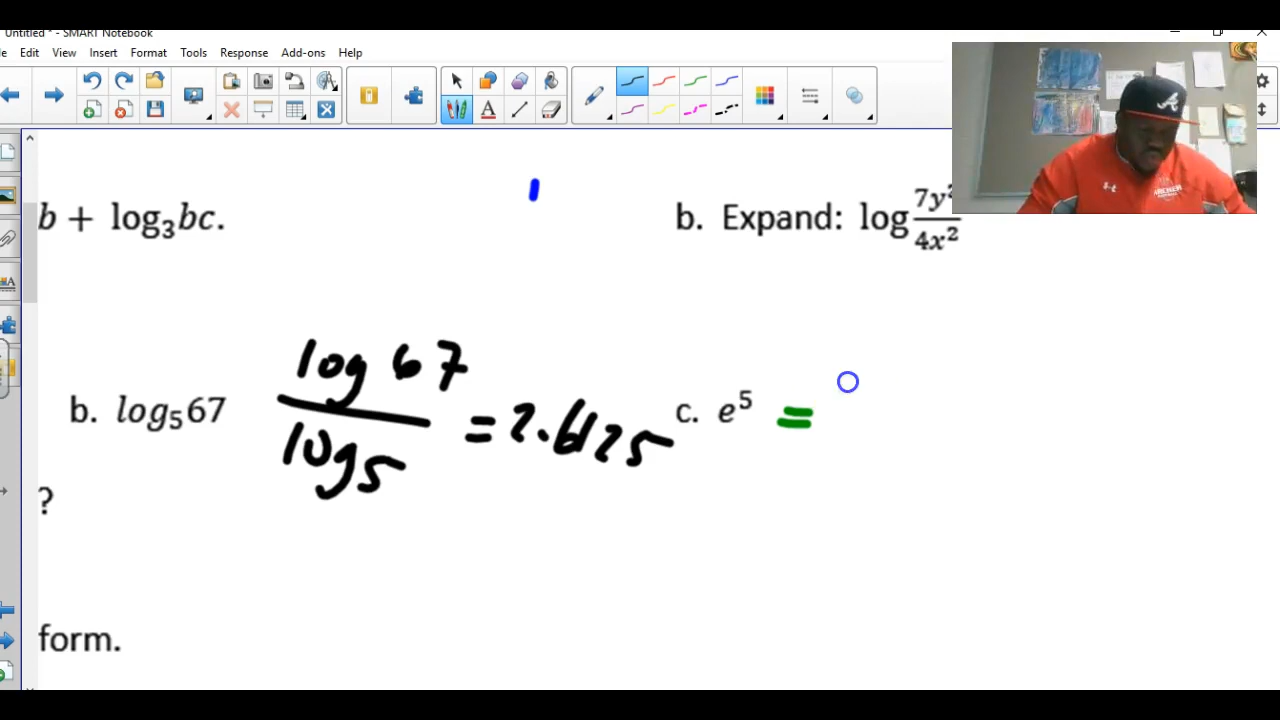 Untitled * - SMART Notebook
Edit View Insert Format Tools Response Add-ons Help
b + log₃bc.
b. Expand: log 7y²/4x²
b. log₅67
log 67
log 5
= 2.6125
c. e⁵ =
?
form.